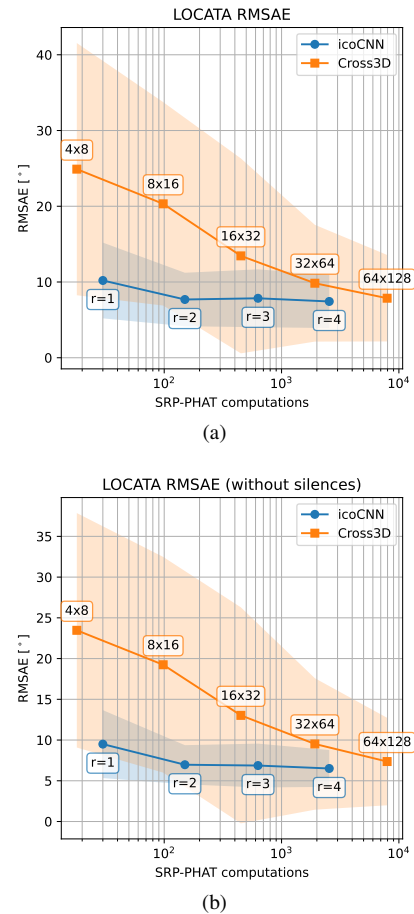 LOCATA RMSAE
40
30
20
10
0
RMSAE [°]
icoCNN
Cross3D
4x8
8x16
16x32
32x64
64x128
r=1
r=2
r=3
r=4
10²
10³
10⁴
SRP-PHAT computations
(a)
LOCATA RMSAE (without silences)
35
30
25
20
15
10
5
0
RMSAE [°]
icoCNN
Cross3D
4x8
8x16
16x32
32x64
64x128
r=1
r=2
r=3
r=4
10²
10³
10⁴
SRP-PHAT computations
(b)